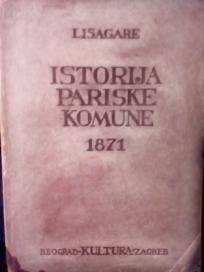 LISAGARE
ISTORIJA
PARISKE
KOMUNE
1871
BEOGRAD-KULTURA-ZAGREB